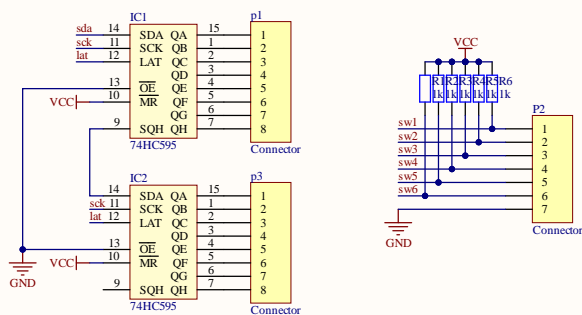 IC1
p1
sda 14 SDA QA 15 1
sck 11 SCK QB 1 2
lat 12 LAT QC 2 3
QD 3 4
13 OE QE 4 5
VCC 10 MR QF 5 6
QG 6 7
9 SQH QH 7 8
74HC595
Connector
IC2
p3
14 SDA QA 15 1
sck 11 SCK QB 1 2
lat 12 LAT QC 2 3
QD 3 4
13 OE QE 4 5
VCC 10 MR QF 5 6
QG 6 7
9 SQH QH 7 8
GND
74HC595
Connector
VCC
R1 R2 R3 R4 R5 R6
1k 1k 1k 1k 1k 1k
P2
sw1 1
sw2 2
sw3 3
sw4 4
sw5 5
sw6 6
7
GND
Connector